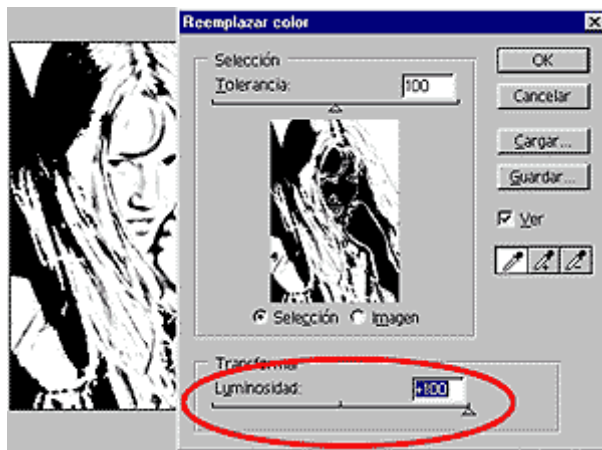 Reemplazar color
Selección
Tolerancia: 100
OK
Cancelar
Cargar...
Guardar...
Ver
Selección Imagen
Transformar
Luminosidad: +100